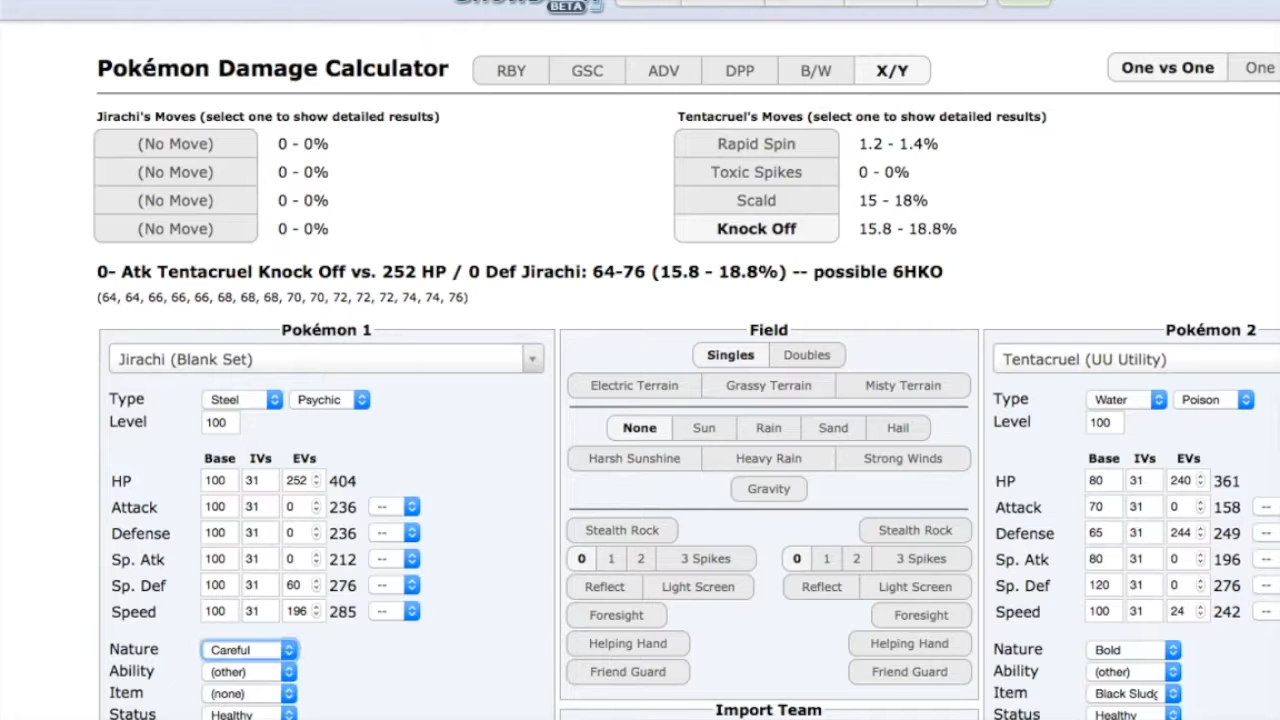 BETA
Pokémon Damage Calculator RBY GSC ADV DPP B/W X/Y One vs One One
Jirachi's Moves (select one to show detailed results) Tentacruel's Moves (select one to show detailed results)
(No Move) 0 - 0% Rapid Spin 1.2 - 1.4%
(No Move) 0 - 0% Toxic Spikes 0 - 0%
(No Move) 0 - 0% Scald 15 - 18%
(No Move) 0 - 0% Knock Off 15.8 - 18.8%
0- Atk Tentacruel Knock Off vs. 252 HP / 0 Def Jirachi: 64-76 (15.8 - 18.8%) -- possible 6HKO
(64, 64, 66, 66, 66, 68, 68, 68, 70, 70, 72, 72, 72, 74, 74, 76)
Pokémon 1 Field Pokémon 2
Jirachi (Blank Set) Singles Doubles Tentacruel (UU Utility)
Electric Terrain Grassy Terrain Misty Terrain
Type Steel Psychic Type Water Poison
Level 100 None Sun Rain Sand Hail Level 100
Base IVs EVs Harsh Sunshine Heavy Rain Strong Winds Base IVs EVs
HP 100 31 252 404 Gravity HP 80 31 240 361
Attack 100 31 0 236 -- Attack 70 31 0 158 --
Defense 100 31 0 236 -- Stealth Rock Stealth Rock Defense 65 31 244 249 --
Sp. Atk 100 31 0 212 -- 0 1 2 3 Spikes 0 1 2 3 Spikes Sp. Atk 80 31 0 196 --
Sp. Def 100 31 60 276 -- Reflect Light Screen Reflect Light Screen Sp. Def 120 31 0 276 --
Speed 100 31 196 285 -- Foresight Foresight Speed 100 31 24 242 --
Nature Careful Helping Hand Helping Hand Nature Bold
Ability (other) Friend Guard Friend Guard Ability (other)
Item (none) Item Black Sludg
Status Healthy Import Team Status Healthy